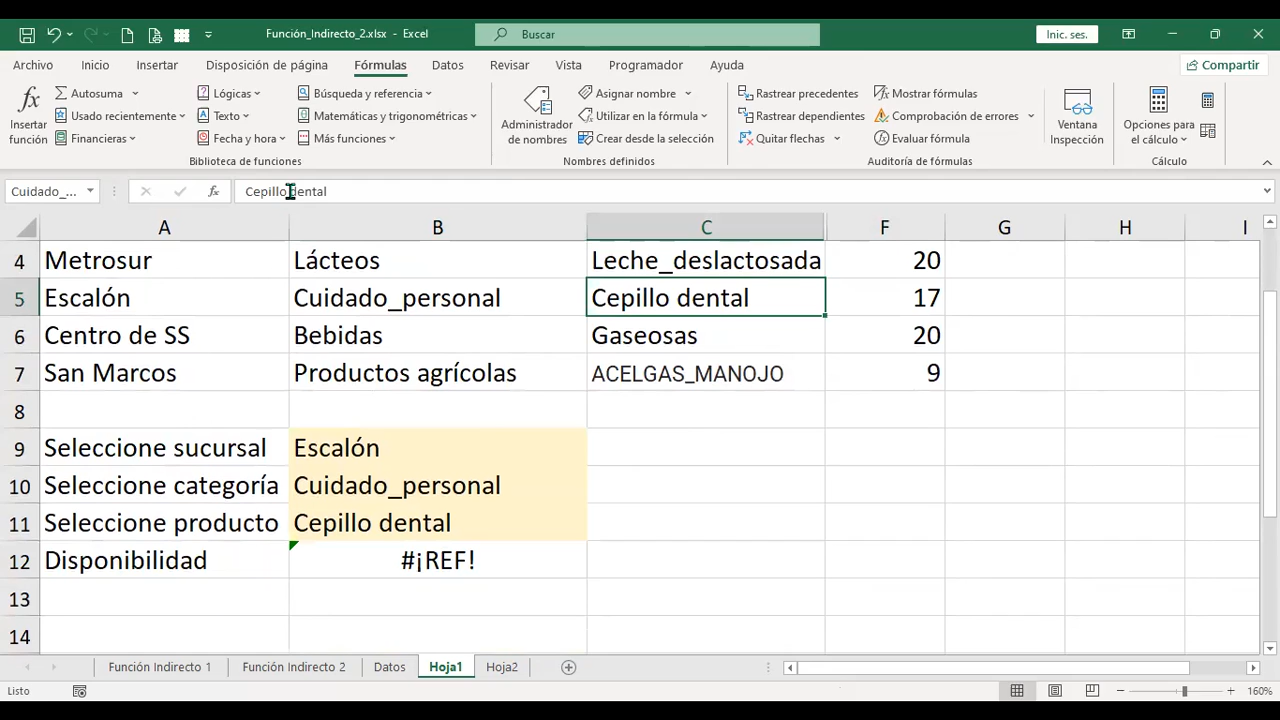 Función_Indirecto_2.xlsx - Excel
Buscar
Inic. ses.
Archivo Inicio Insertar Disposición de página Fórmulas Datos Revisar Vista Programador Ayuda
Compartir
Insertar función
Autosuma
Usado recientemente
Financieras
Lógicas
Texto
Fecha y hora
Búsqueda y referencia
Matemáticas y trigonométricas
Más funciones
Biblioteca de funciones
Administrador de nombres
Asignar nombre
Utilizar en la fórmula
Crear desde la selección
Nombres definidos
Rastrear precedentes
Rastrear dependientes
Quitar flechas
Mostrar fórmulas
Comprobación de errores
Evaluar fórmula
Auditoría de fórmulas
Ventana Inspección
Opciones para el cálculo
Cálculo
Cuidado_... fx Cepillo dental
A B C F G H I
4 Metrosur Lácteos Leche_deslactosada 20
5 Escalón Cuidado_personal Cepillo dental 17
6 Centro de SS Bebidas Gaseosas 20
7 San Marcos Productos agrícolas ACELGAS_MANOJO 9
8
9 Seleccione sucursal Escalón
10 Seleccione categoría Cuidado_personal
11 Seleccione producto Cepillo dental
12 Disponibilidad #¡REF!
13
14
Función Indirecto 1 Función Indirecto 2 Datos Hoja1 Hoja2
Listo 160%